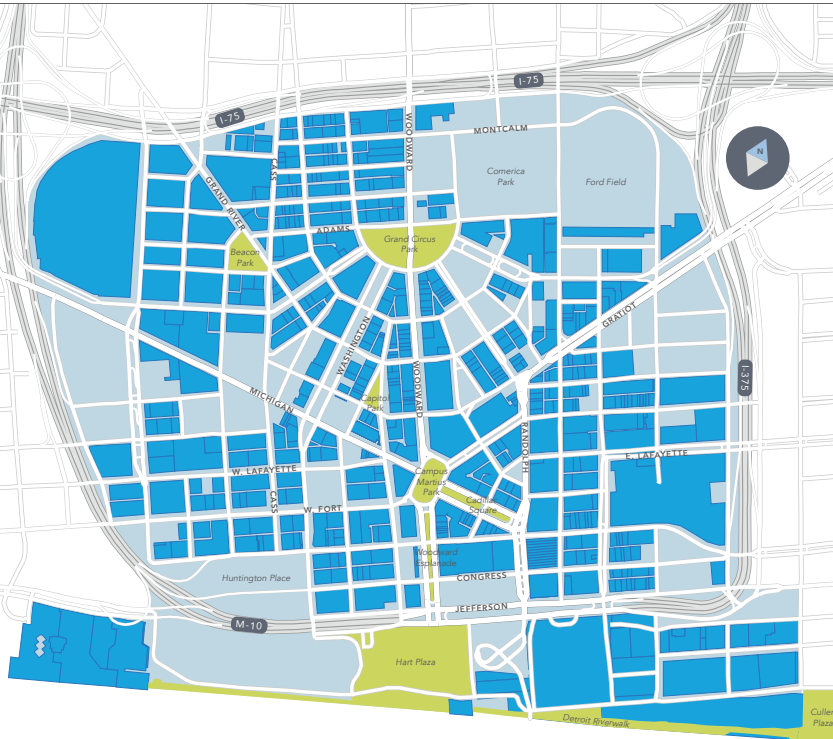 I-75
I-75
WOODWARD
MONTCALM
N
CASS
Comerica
Park
Ford Field
GRAND RIVER
ADAMS
Grand Circus
Park
Beacon
Park
GRATIOT
WASHINGTON
WOODWARD
I-375
MICHIGAN
Capitol
Park
RANDOLPH
E. LAFAYETTE
W. LAFAYETTE
Campus
Martius
Park
CASS
W. FORT
Cadillac
Square
Woodward
Esplanade
Huntington Place
CONGRESS
JEFFERSON
M-10
Hart Plaza
Detroit Riverwalk
Cullen
Plaza